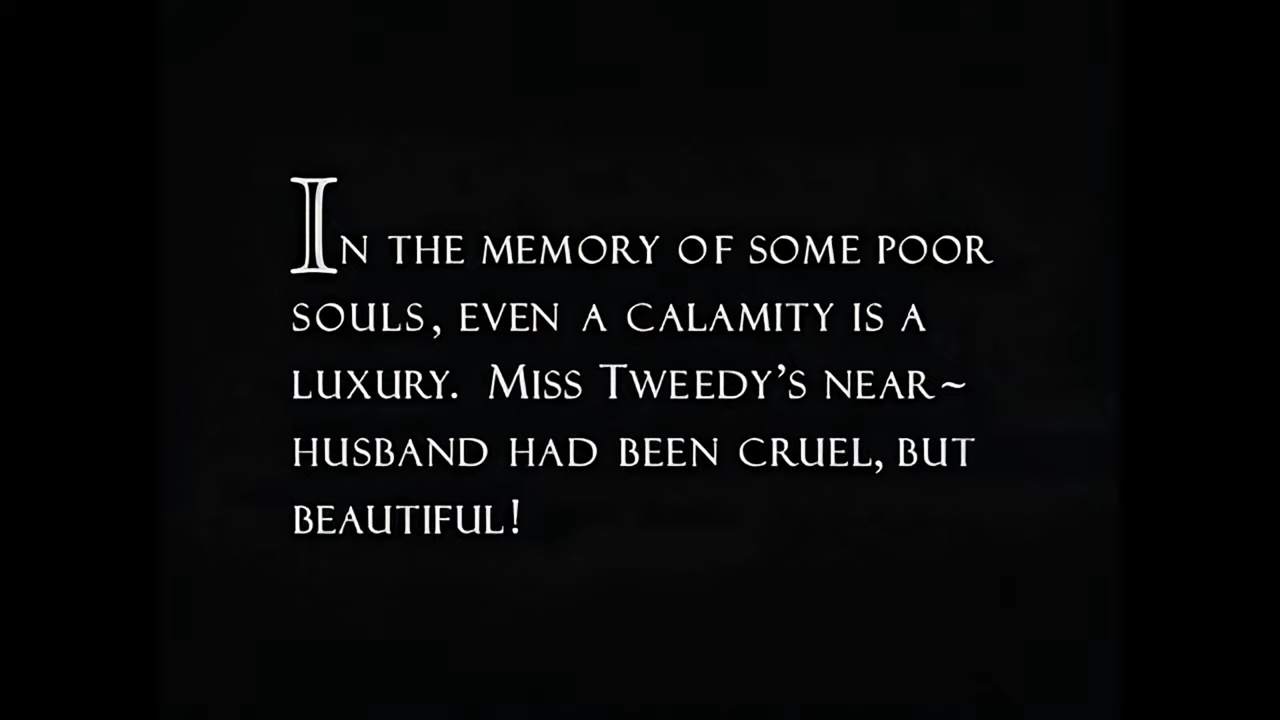 In the memory of some poor
souls, even a calamity is a
luxury. Miss Tweedy's near~
husband had been cruel, but
beautiful!